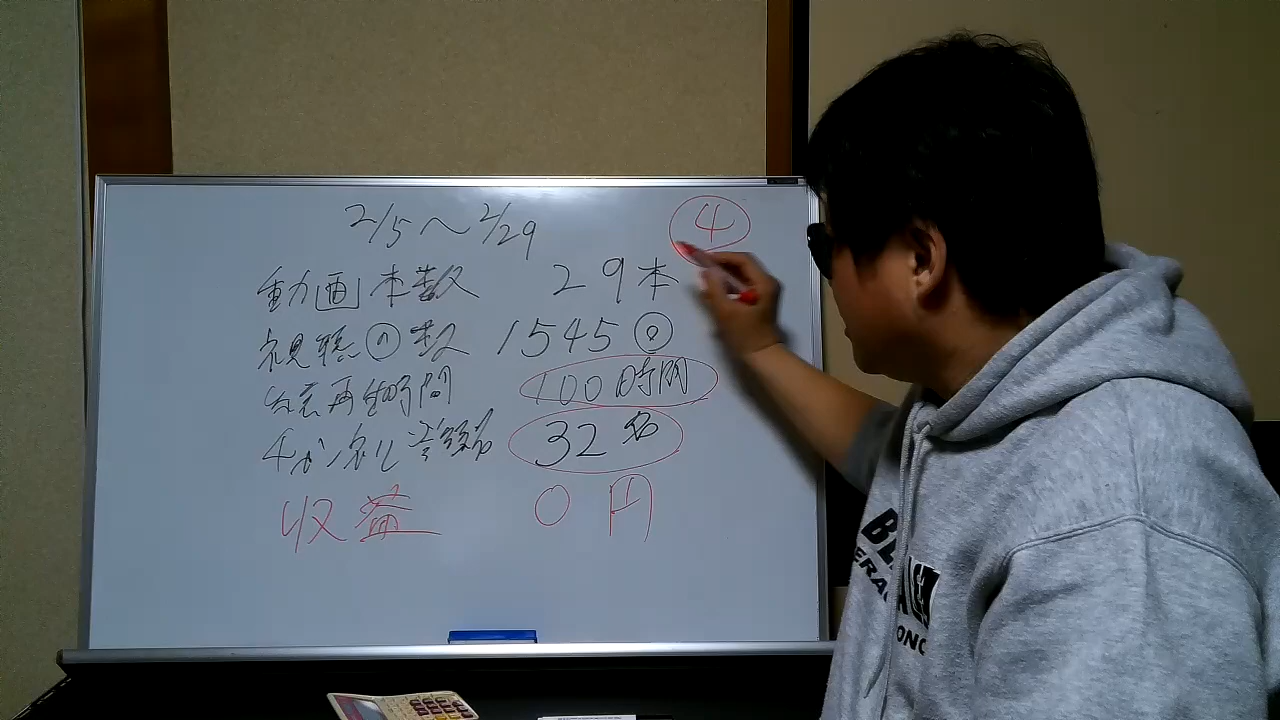 2/5～2/29
④
動画本数 29本
視聴回数 1545回
総再生時間 100時間
チャンネル登録 32名
収益 0円